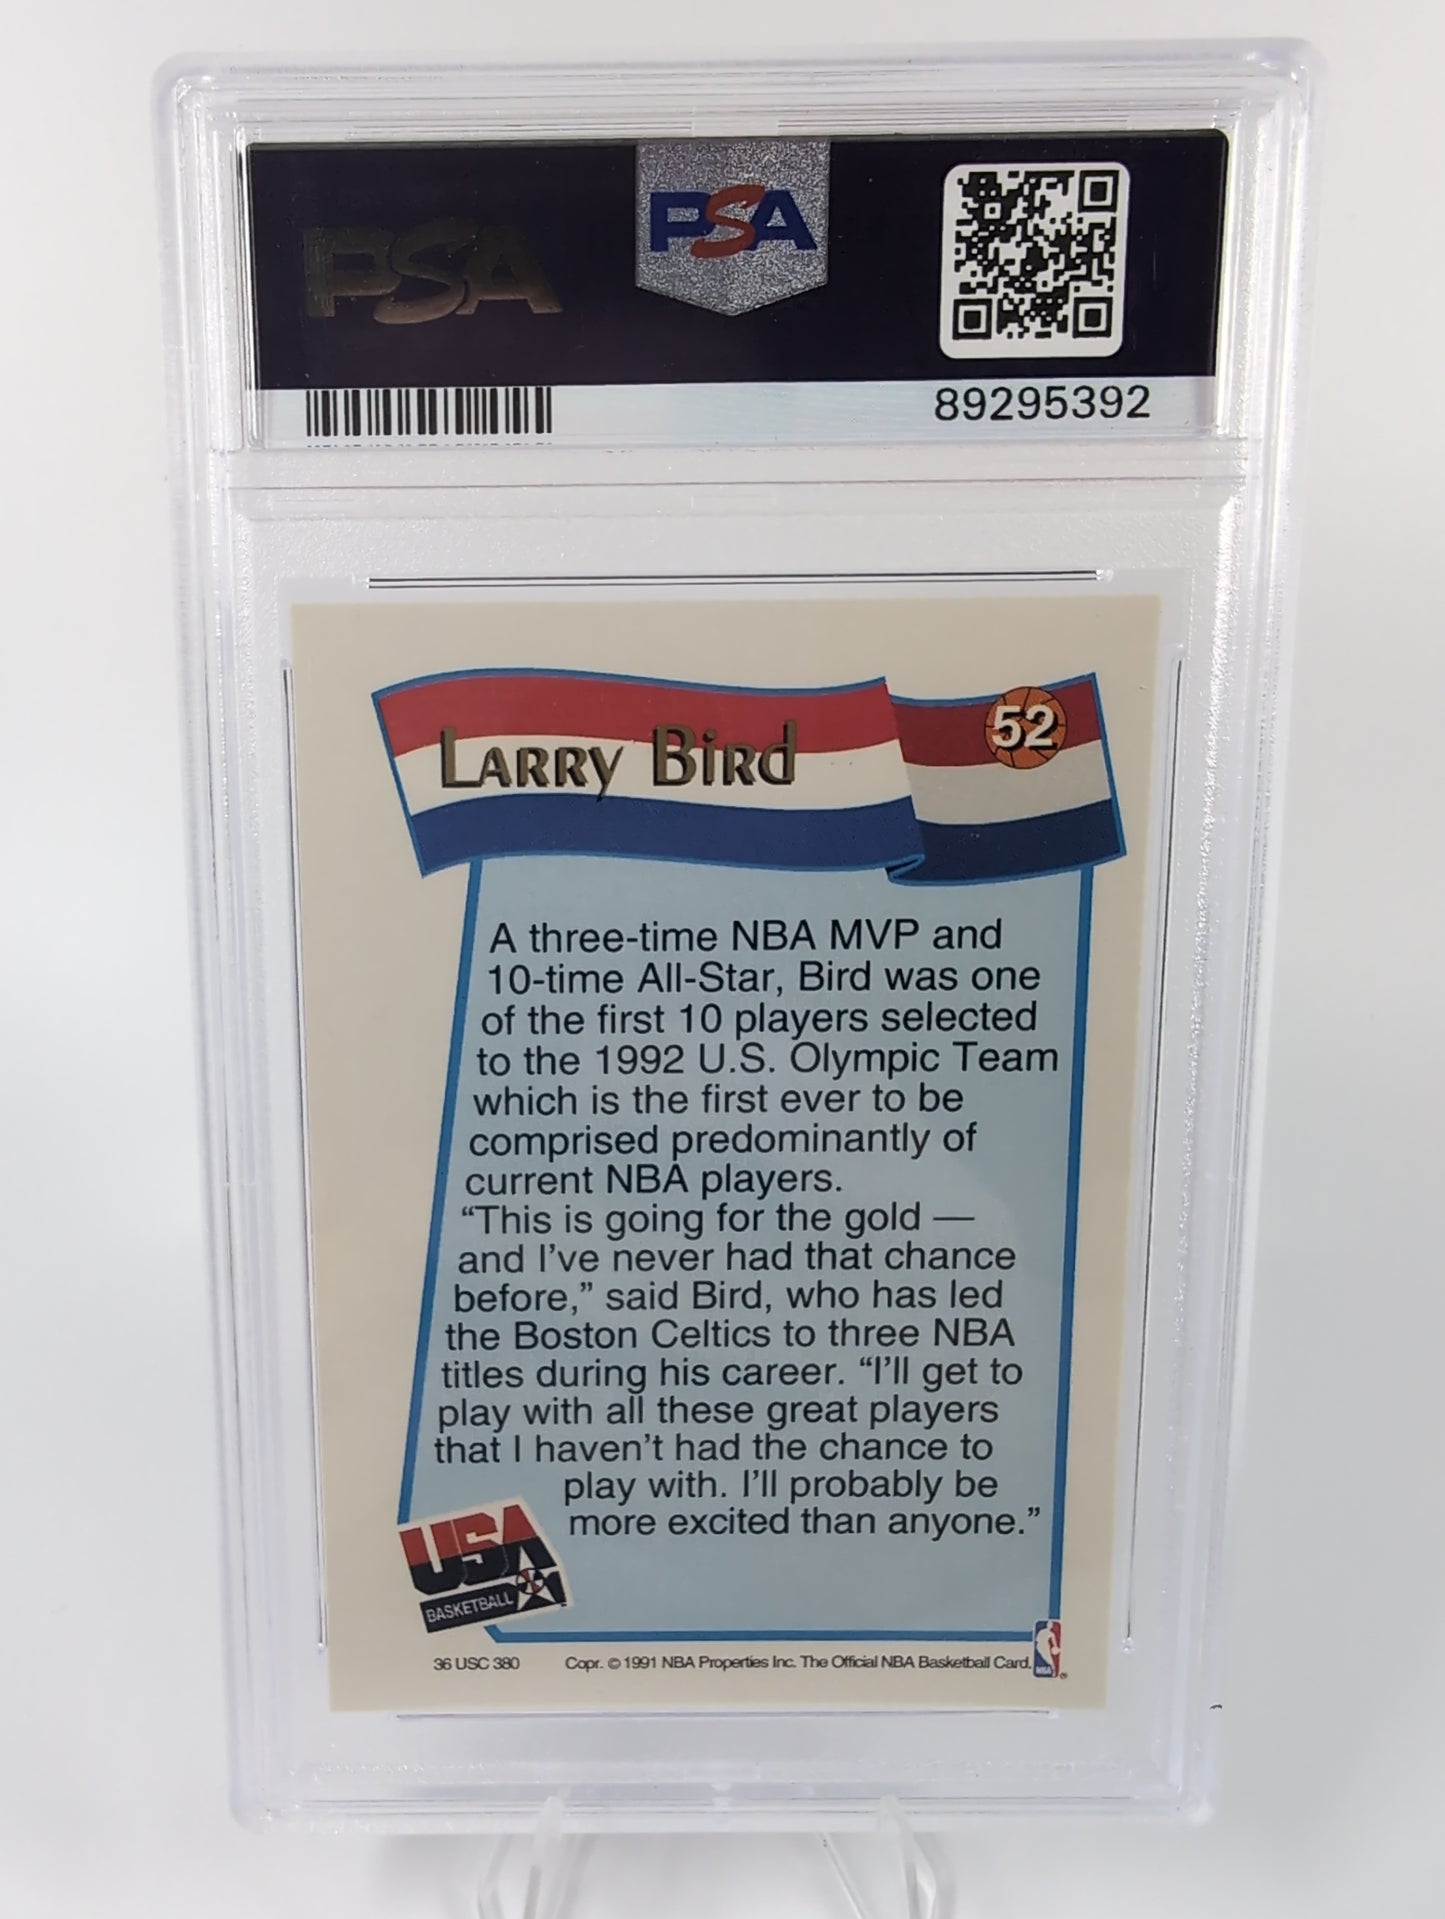 PSA
PSA
89295392
LARRY BIRD
52
A three-time NBA MVP and
10-time All-Star, Bird was one
of the first 10 players selected
to the 1992 U.S. Olympic Team
which is the first ever to be
comprised predominantly of
current NBA players.
“This is going for the gold —
and I've never had that chance
before,” said Bird, who has led
the Boston Celtics to three NBA
titles during his career. “I'll get to
play with all these great players
that I haven't had the chance to
play with. I'll probably be
more excited than anyone.”
USA
BASKETBALL
36 USC 380 Copr. © 1991 NBA Properties Inc. The Official NBA Basketball Card.
NBA ®